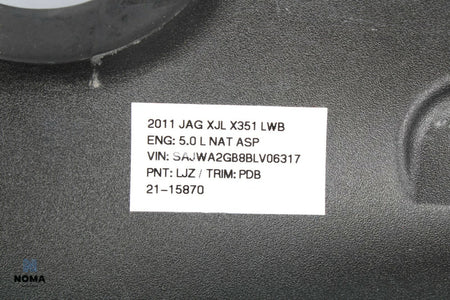 2011 JAG XJL X351 LWB
ENG: 5.0 L NAT ASP
VIN: SAJWA2GB8BLV06317
PNT: LJZ / TRIM: PDB
21-15870
NOMA